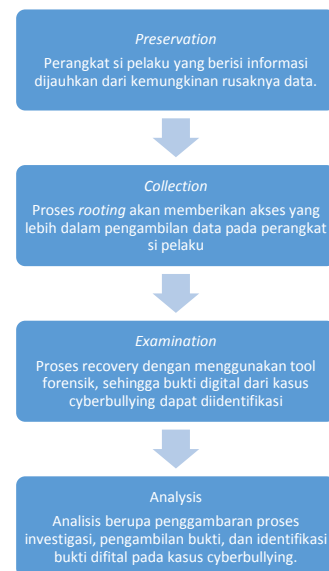 Preservation
Perangkat si pelaku yang berisi informasi
dijauhkan dari kemungkinan rusaknya data.
Collection
Proses rooting akan memberikan akses yang
lebih dalam pengambilan data pada perangkat
si pelaku
Examination
Proses recovery dengan menggunakan tool
forensik, sehingga bukti digital dari kasus
cyberbullying dapat diidentifikasi
Analysis
Analisis berupa penggambaran proses
investigasi, pengambilan bukti, dan identifikasi
bukti difital pada kasus cyberbullying.